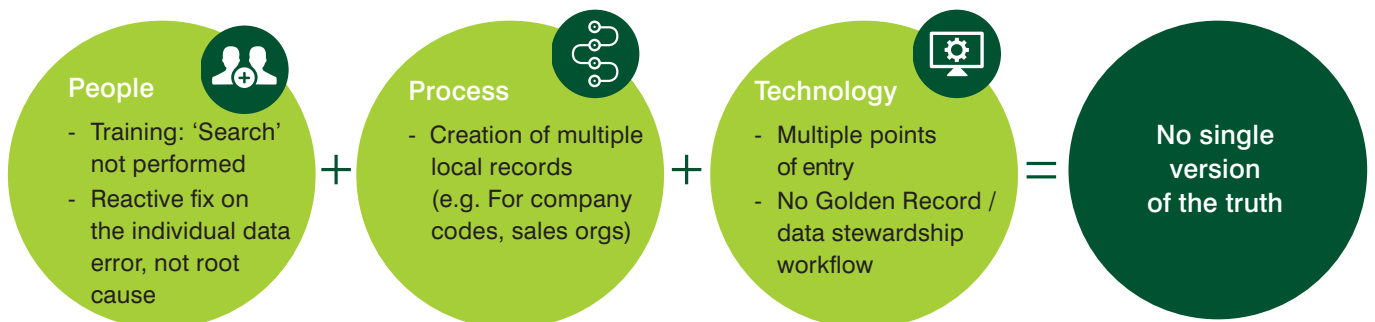 People
- Training: ‘Search’
not performed
- Reactive fix on
the individual data
error, not root
cause
+
Process
- Creation of multiple
local records
(e.g. For company
codes, sales orgs)
+
Technology
- Multiple points
of entry
- No Golden Record /
data stewardship
workflow
=
No single
version
of the truth